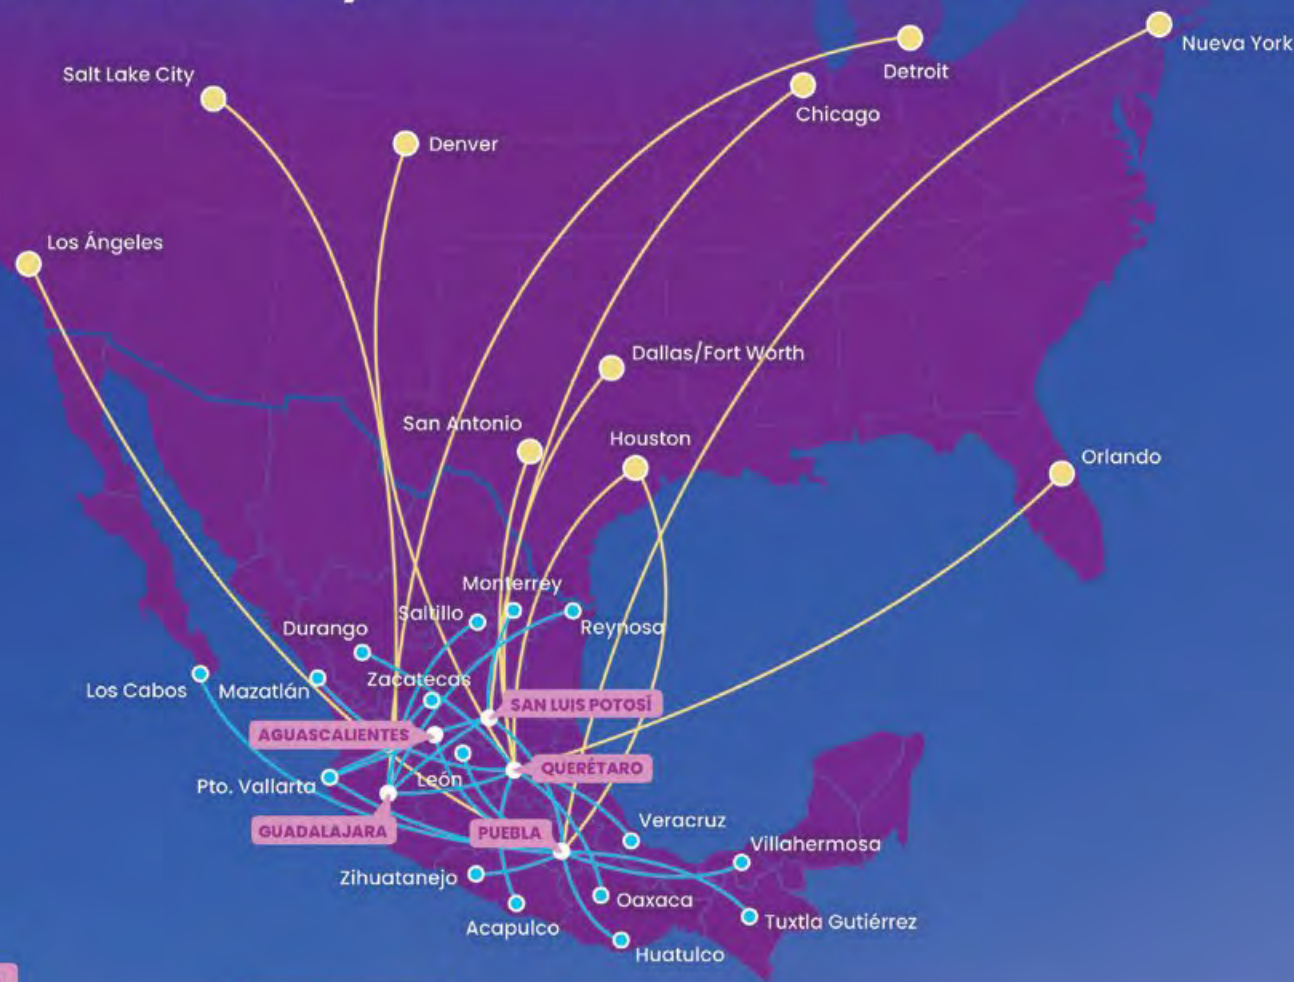 Nueva York
Detroit
Salt Lake City
Chicago
Denver
Los Ángeles
Dallas/Fort Worth
San Antonio
Houston
Orlando
Monterrey
Saltillo
Reynosa
Durango
Zacatecas
Los Cabos
Mazatlán
SAN LUIS POTOSÍ
AGUASCALIENTES
QUERÉTARO
León
Pto. Vallarta
Veracruz
GUADALAJARA
PUEBLA
Villahermosa
Zihuatanejo
Oaxaca
Tuxtla Gutiérrez
Acapulco
Huatulco